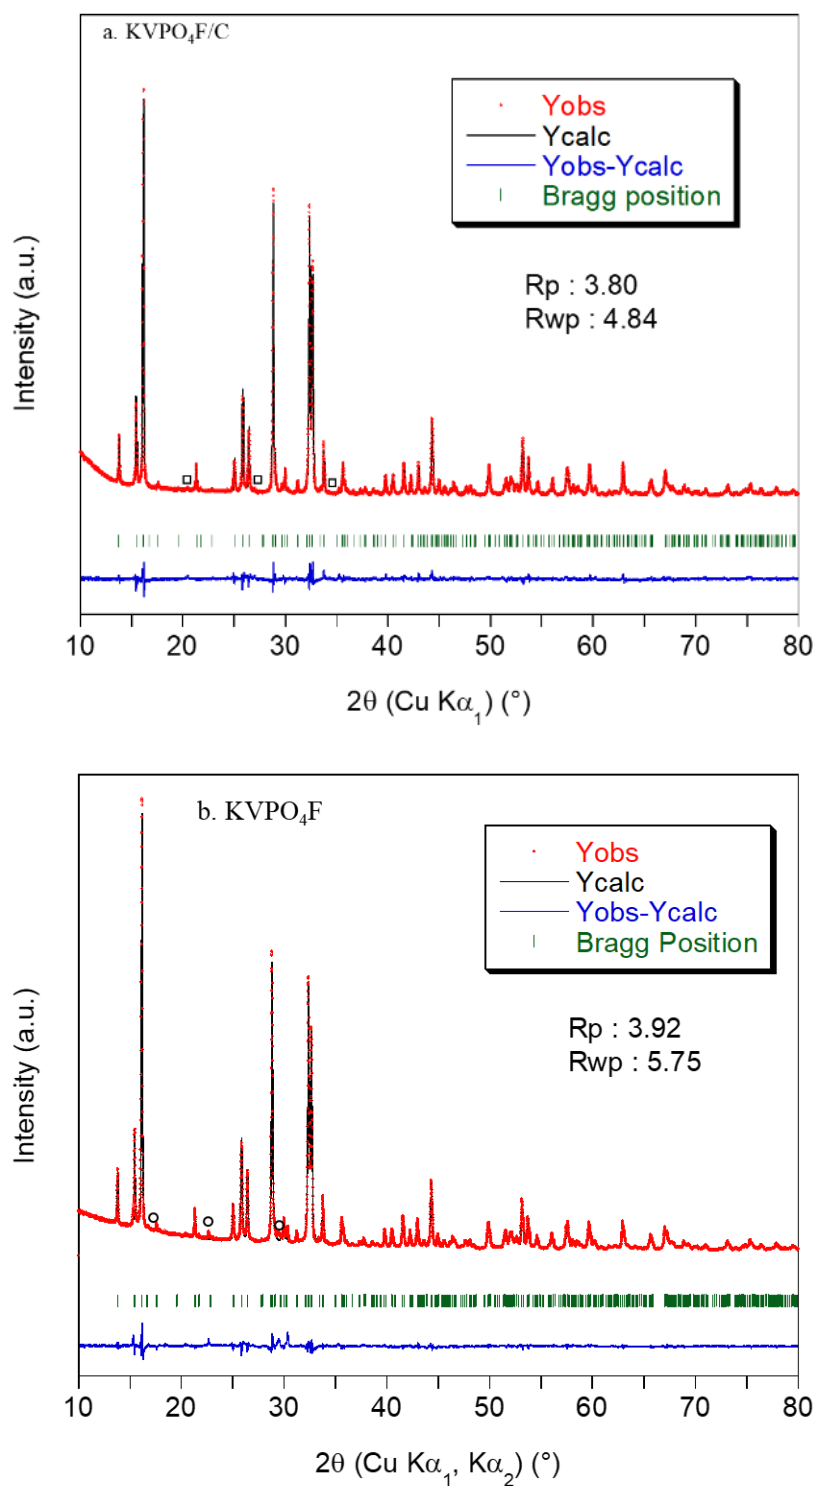 a. KVPO₄F/C
Yobs
Ycalc
Yobs-Ycalc
Bragg position
Rp : 3.80
Rwp : 4.84
Intensity (a.u.)
10 20 30 40 50 60 70 80
2θ (Cu Kα₁) (°)
b. KVPO₄F
Yobs
Ycalc
Yobs-Ycalc
Bragg Position
Rp : 3.92
Rwp : 5.75
Intensity (a.u.)
10 20 30 40 50 60 70 80
2θ (Cu Kα₁, Kα₂) (°)